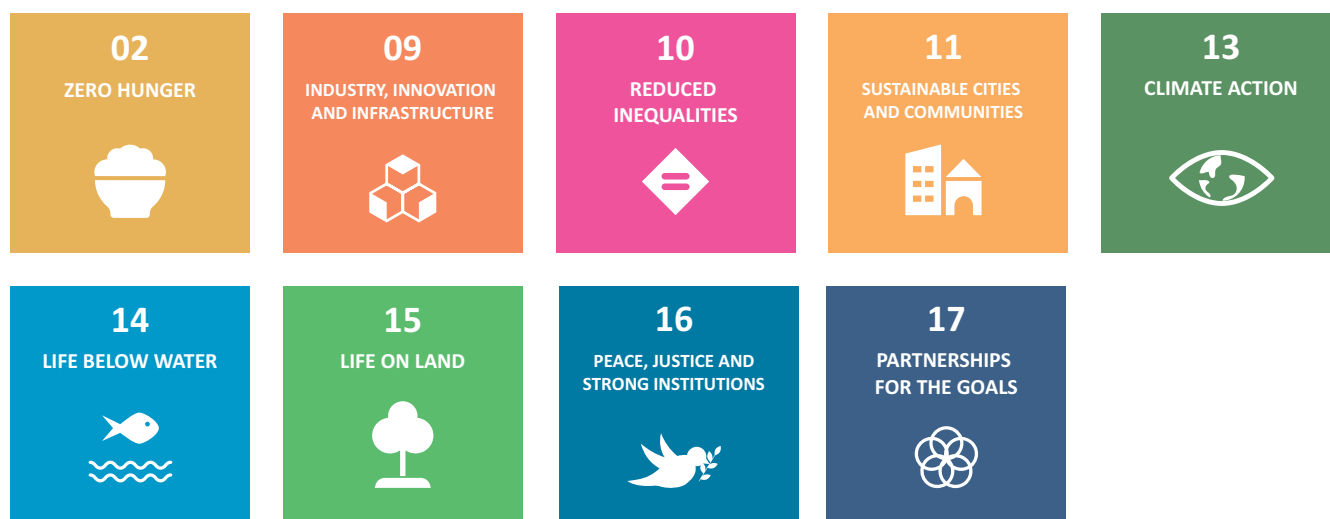 02
ZERO HUNGER
09
INDUSTRY, INNOVATION
AND INFRASTRUCTURE
10
REDUCED
INEQUALITIES
11
SUSTAINABLE CITIES
AND COMMUNITIES
13
CLIMATE ACTION
14
LIFE BELOW WATER
15
LIFE ON LAND
16
PEACE, JUSTICE AND
STRONG INSTITUTIONS
17
PARTNERSHIPS
FOR THE GOALS